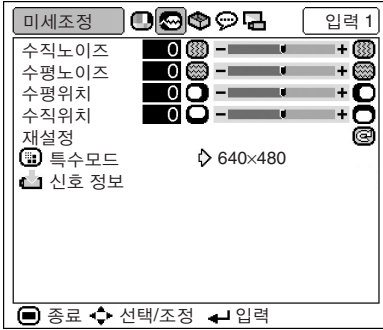 미세조정 입력 1
수직노이즈 0 − +
수평노이즈 0 − +
수평위치 0 − +
수직위치 0 − +
재설정
특수모드 640×480
신호 정보
종료 선택/조정 입력